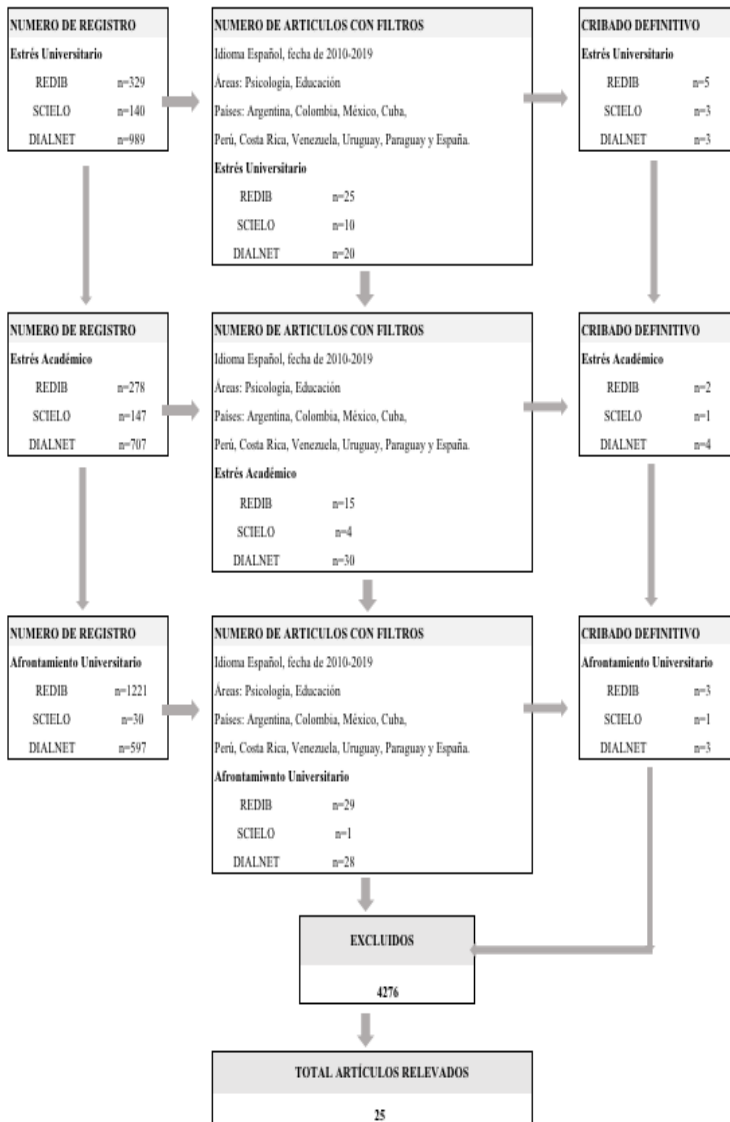 NUMERO DE REGISTRO
Estrés Universitario
REDIB n=329
SCIELO n=140
DIALNET n=989
NUMERO DE ARTICULOS CON FILTROS
Idioma Español, fecha de 2010-2019
Áreas: Psicología, Educación
Países: Argentina, Colombia, México, Cuba,
Perú, Costa Rica, Venezuela, Uruguay, Paraguay y España.
Estrés Universitario
REDIB n=25
SCIELO n=10
DIALNET n=20
CRIBADO DEFINITIVO
Estrés Universitario
REDIB n=5
SCIELO n=3
DIALNET n=3
NUMERO DE REGISTRO
Estrés Académico
REDIB n=278
SCIELO n=147
DIALNET n=707
NUMERO DE ARTICULOS CON FILTROS
Idioma Español, fecha de 2010-2019
Áreas: Psicología, Educación
Países: Argentina, Colombia, México, Cuba,
Perú, Costa Rica, Venezuela, Uruguay, Paraguay y España.
Estrés Académico
REDIB n=15
SCIELO n=4
DIALNET n=30
CRIBADO DEFINITIVO
Estrés Académico
REDIB n=2
SCIELO n=1
DIALNET n=4
NUMERO DE REGISTRO
Afrontamiento Universitario
REDIB n=1221
SCIELO n=30
DIALNET n=597
NUMERO DE ARTICULOS CON FILTROS
Idioma Español, fecha de 2010-2019
Áreas: Psicología, Educación
Países: Argentina, Colombia, México, Cuba,
Perú, Costa Rica, Venezuela, Uruguay, Paraguay y España.
Afrontamiwnto Universitario
REDIB n=29
SCIELO n=1
DIALNET n=28
CRIBADO DEFINITIVO
Afrontamiento Universitario
REDIB n=3
SCIELO n=1
DIALNET n=3
EXCLUIDOS
4276
TOTAL ARTÍCULOS RELEVADOS
25